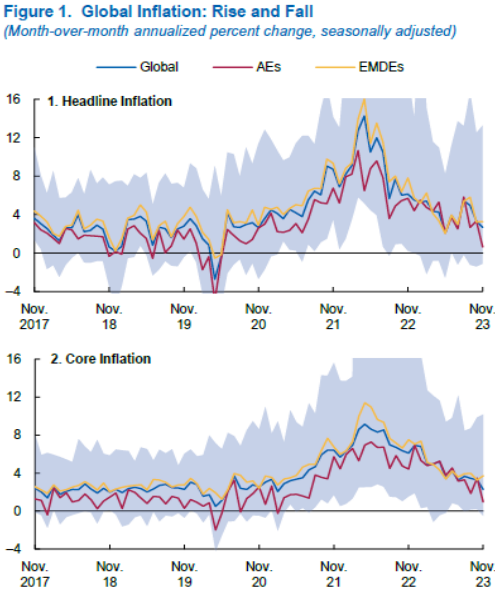 Figure 1. Global Inflation: Rise and Fall
(Month-over-month annualized percent change, seasonally adjusted)
Global AEs EMDEs
16 1. Headline Inflation
12
8
4
0
−4
Nov. Nov. Nov. Nov. Nov. Nov. Nov.
2017 18 19 20 21 22 23
16 2. Core Inflation
12
8
4
0
−4
Nov. Nov. Nov. Nov. Nov. Nov. Nov.
2017 18 19 20 21 22 23